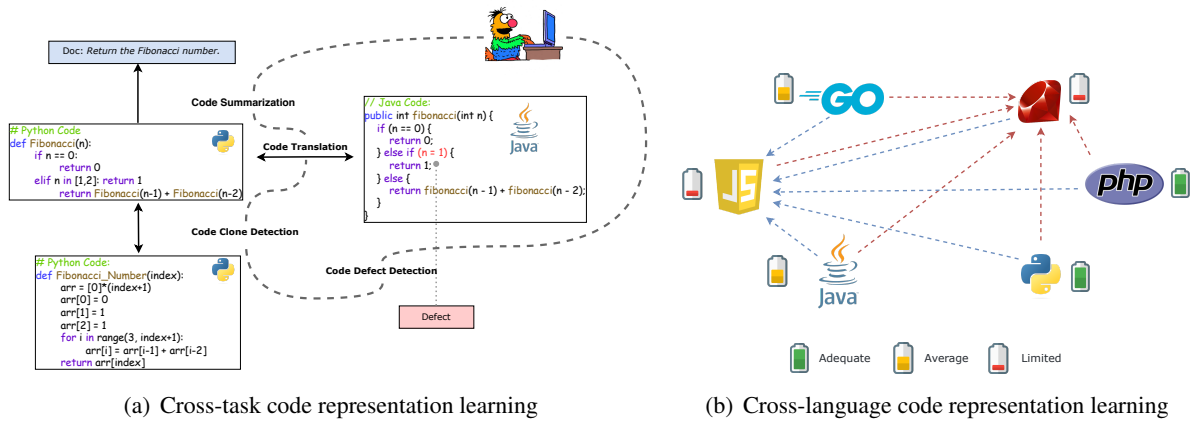 Doc: Return the Fibonacci number.
Code Summarization
# Python Code
def Fibonacci(n):
if n == 0:
return 0
elif n in [1,2]: return 1
return Fibonacci(n-1) + Fibonacci(n-2)
Code Translation
// Java Code:
public int fibonacci(int n) {
if (n == 0) {
return 0;
} else if (n = 1) {
return 1;
} else {
return fibonacci(n - 1) + fibonacci(n - 2);
}
}
Java
Code Clone Detection
# Python Code:
def Fibonacci_Number(index):
arr = [0]*(index+1)
arr[0] = 0
arr[1] = 1
arr[2] = 1
for i in range(3, index+1):
arr[i] = arr[i-1] + arr[i-2]
return arr[index]
Code Defect Detection
Defect
(a) Cross-task code representation learning
GO
JS
php
Java
Adequate
Average
Limited
(b) Cross-language code representation learning